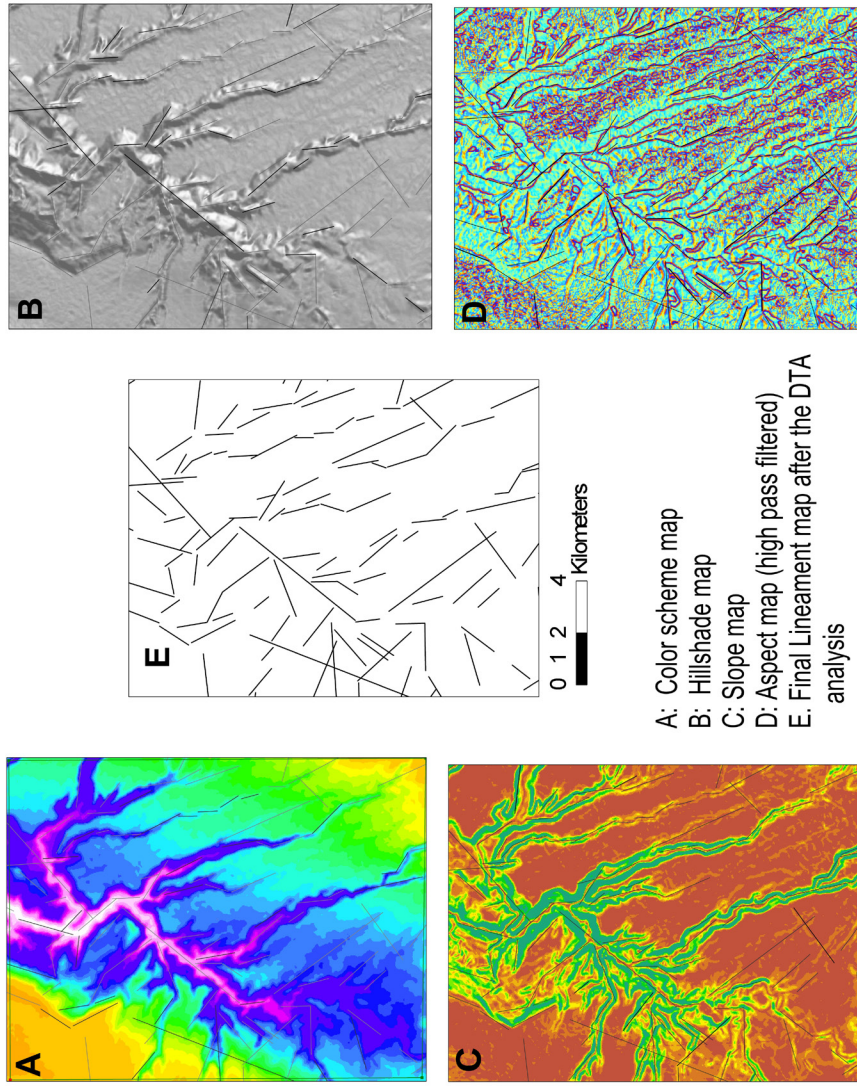 A
B
E
0 1 2 4
Kilometers
C
D
A: Color scheme map
B: Hillshade map
C: Slope map
D: Aspect map (high pass filtered)
E. Final Lineament map after the DTA
analysis